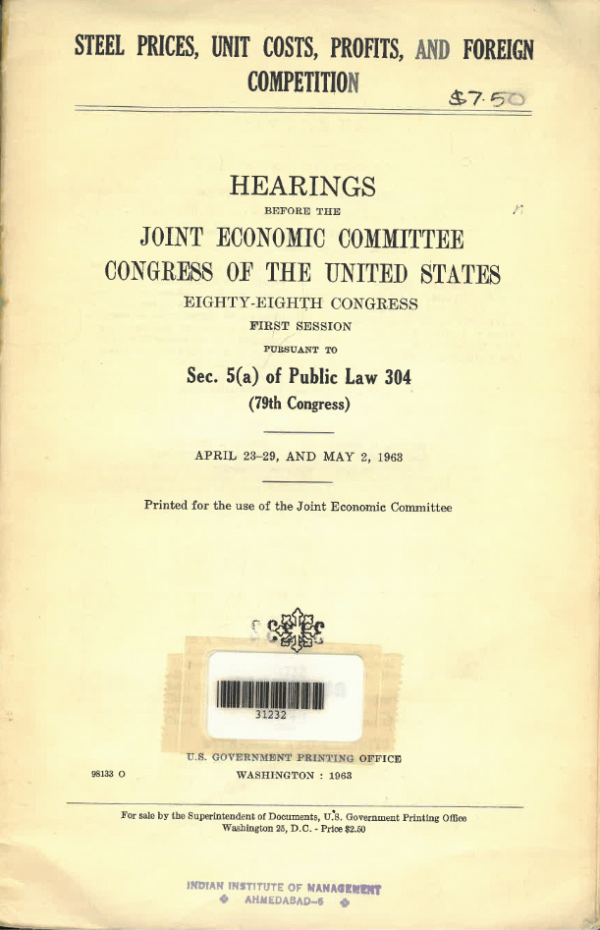 STEEL PRICES, UNIT COSTS, PROFITS, AND FOREIGN
COMPETITION
$7.50
HEARINGS
BEFORE THE
JOINT ECONOMIC COMMITTEE
CONGRESS OF THE UNITED STATES
EIGHTY-EIGHTH CONGRESS
FIRST SESSION
PURSUANT TO
Sec. 5(a) of Public Law 304
(79th Congress)
APRIL 23–29, AND MAY 2, 1963
Printed for the use of the Joint Economic Committee
31232
U.S. GOVERNMENT PRINTING OFFICE
98133 O WASHINGTON : 1963
For sale by the Superintendent of Documents, U.S. Government Printing Office
Washington 25, D.C. - Price $2.50
INDIAN INSTITUTE OF MANAGEMENT
AHMEDABAD-6